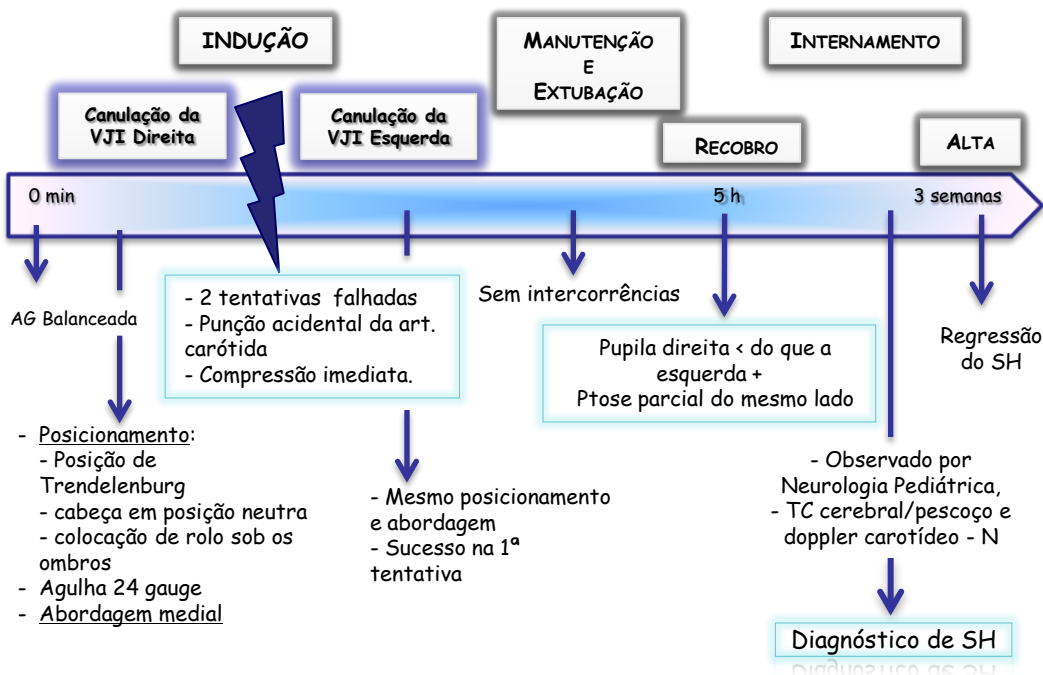 INDUÇÃO
MANUTENÇÃO
E
EXTUBAÇÃO
INTERNAMENTO
Canulação da
VJI Direita
Canulação da
VJI Esquerda
RECOBRO
ALTA
0 min
5 h
3 semanas
AG Balanceada
- 2 tentativas falhadas
- Punção acidental da art.
carótida
- Compressão imediata.
Sem intercorrências
Pupila direita < do que a
esquerda +
Ptose parcial do mesmo lado
Regressão
do SH
- Posicionamento:
- Posição de
Trendelenburg
- cabeça em posição neutra
- colocação de rolo sob os
ombros
- Agulha 24 gauge
- Abordagem medial
- Mesmo posicionamento
e abordagem
- Sucesso na 1ª
tentativa
- Observado por
Neurologia Pediátrica,
- TC cerebral/pescoço e
doppler carotídeo - N
Diagnóstico de SH